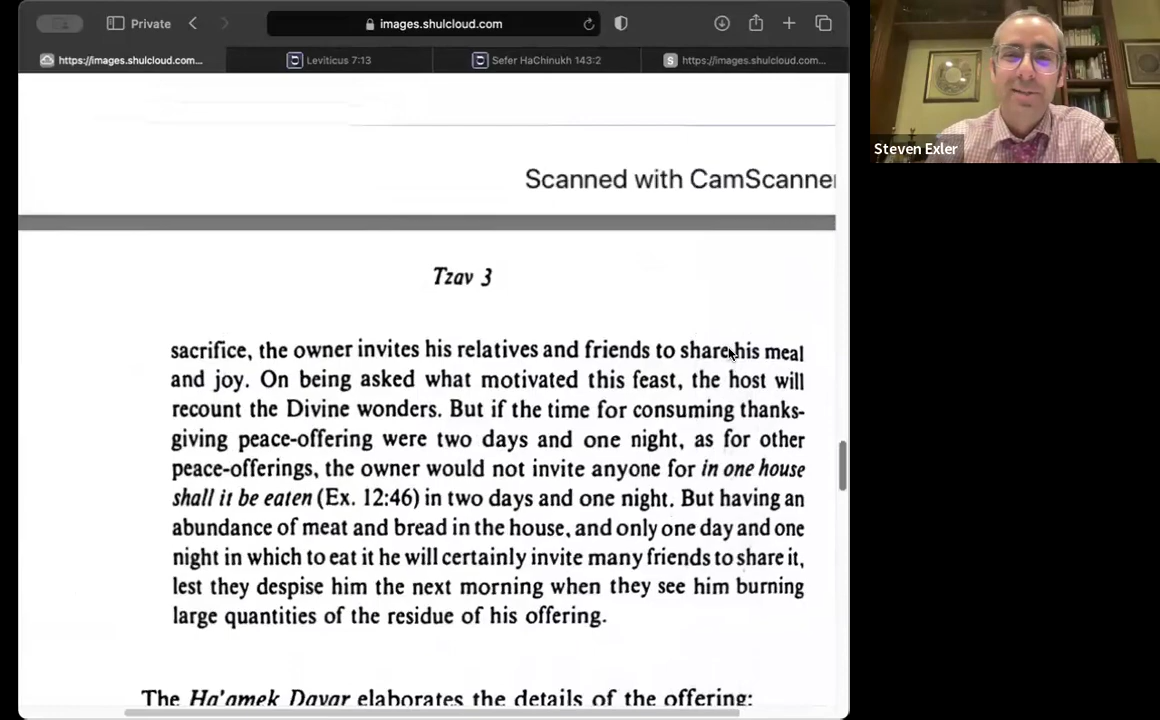 Private
images.shulcloud.com
https://images.shulcloud.com...
Leviticus 7:13
Sefer HaChinukh 143:2
S
https://images.shulcloud.com...
Steven Exler
Scanned with CamScanner
Tzav 3
sacrifice, the owner invites his relatives and friends to share his meal
and joy. On being asked what motivated this feast, the host will
recount the Divine wonders. But if the time for consuming thanks-
giving peace-offering were two days and one night, as for other
peace-offerings, the owner would not invite anyone for in one house
shall it be eaten (Ex. 12:46) in two days and one night. But having an
abundance of meat and bread in the house, and only one day and one
night in which to eat it he will certainly invite many friends to share it,
lest they despise him the next morning when they see him burning
large quantities of the residue of his offering.
The Ha'amek Davar elaborates the details of the offering: